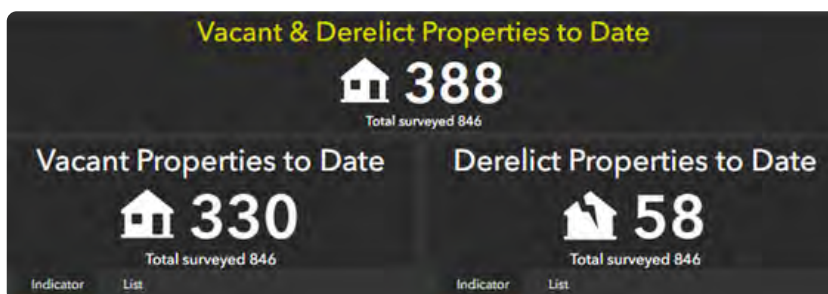 Vacant & Derelict Properties to Date
388
Total surveyed 846
Vacant Properties to Date
330
Total surveyed 846
Indicator List
Derelict Properties to Date
58
Total surveyed 846
Indicator List